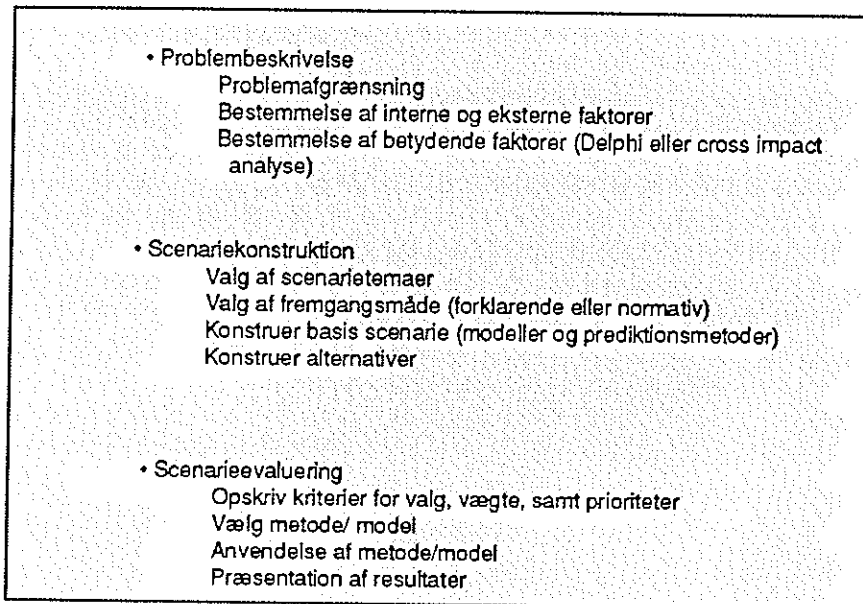 • Problembeskrivelse
Problemafgrænsning
Bestemmelse af interne og eksterne faktorer
Bestemmelse af betydende faktorer (Delphi eller cross impact
analyse)
• Scenariekonstruktion
Valg af scenarietemaer
Valg af fremgangsmåde (forklarende eller normativ)
Konstruer basis scenarie (modeller og prediktionsmetoder)
Konstruer alternativer
• Scenarieevaluering
Opskriv kriterier for valg, vægte, samt prioriteter
Vælg metode/ model
Anvendelse af metode/model
Præsentation af resultater